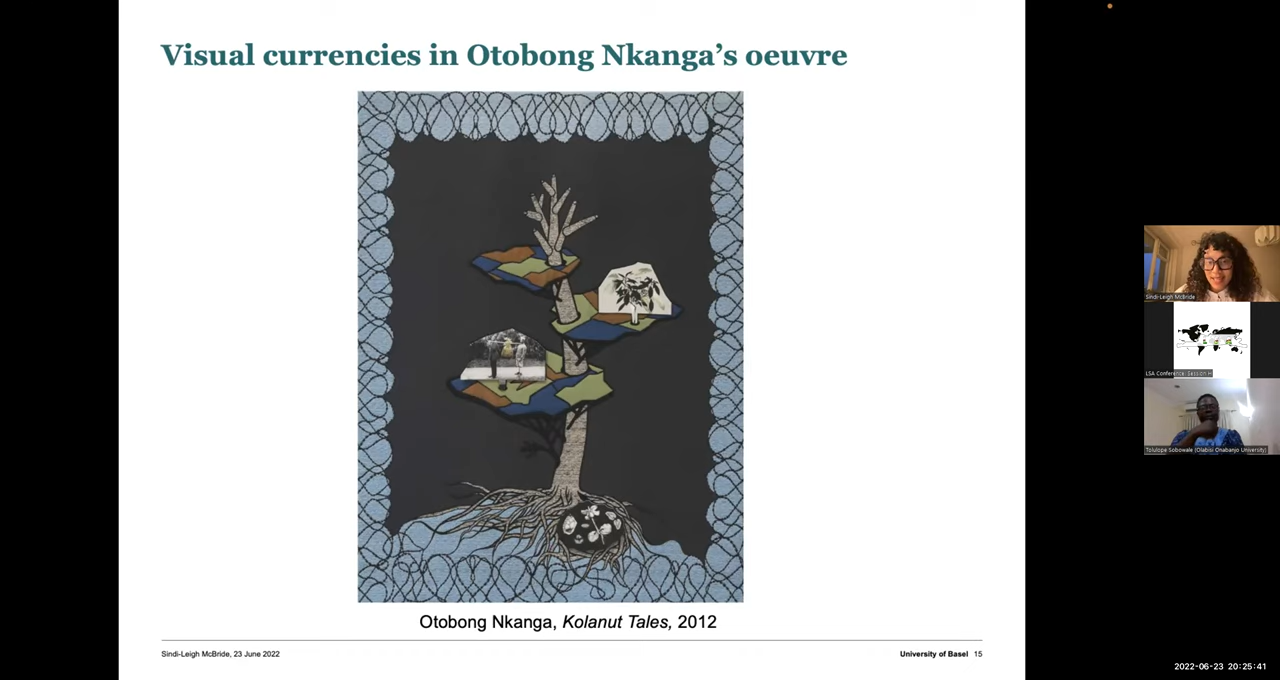 Visual currencies in Otobong Nkanga’s oeuvre
Otobong Nkanga, Kolanut Tales, 2012
Sindi-Leigh McBride, 23 June 2022
University of Basel 15
Sindi-Leigh McBride
LSA Conference: Session H
Tolulope Sobowale (Olabisi Onabanjo University)
2022-06-23 20:25:41